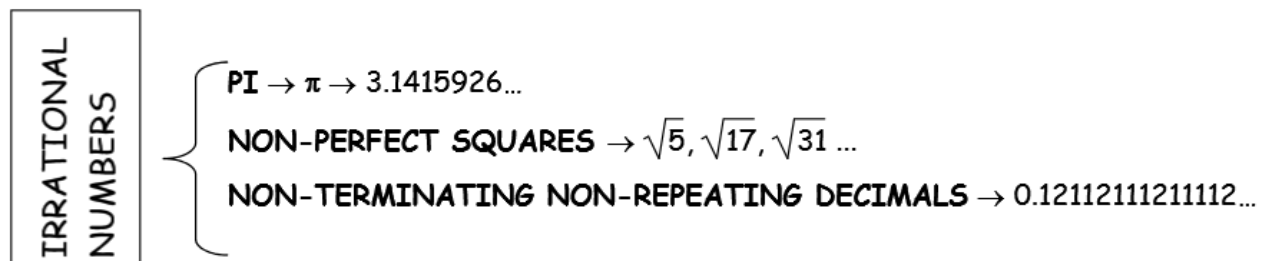 IRRATIONAL
NUMBERS
PI → π → 3.1415926...
NON-PERFECT SQUARES → √5, √17, √31 ...
NON-TERMINATING NON-REPEATING DECIMALS → 0.12112111211112...